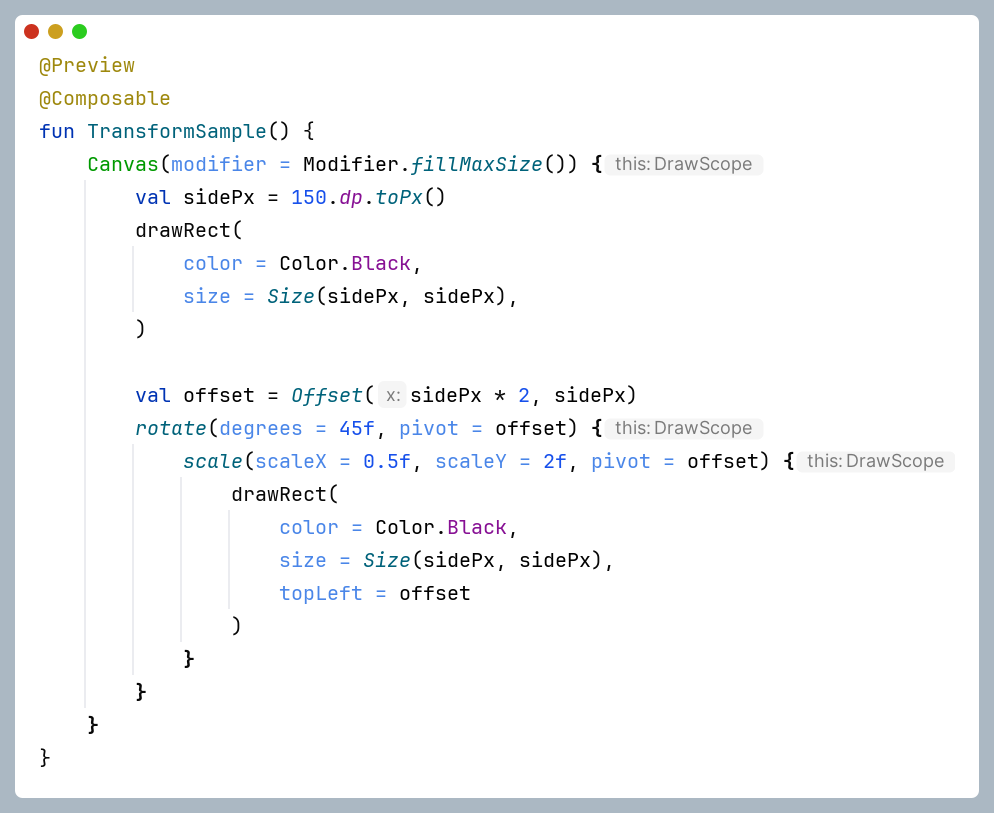 @Preview
@Composable
fun TransformSample() {
    Canvas(modifier = Modifier.fillMaxSize()) { this: DrawScope
        val sidePx = 150.dp.toPx()
        drawRect(
            color = Color.Black,
            size = Size(sidePx, sidePx),
        )

        val offset = Offset( x: sidePx * 2, sidePx)
        rotate(degrees = 45f, pivot = offset) { this: DrawScope
            scale(scaleX = 0.5f, scaleY = 2f, pivot = offset) { this: DrawScope
                drawRect(
                    color = Color.Black,
                    size = Size(sidePx, sidePx),
                    topLeft = offset
                )
            }
        }
    }
}